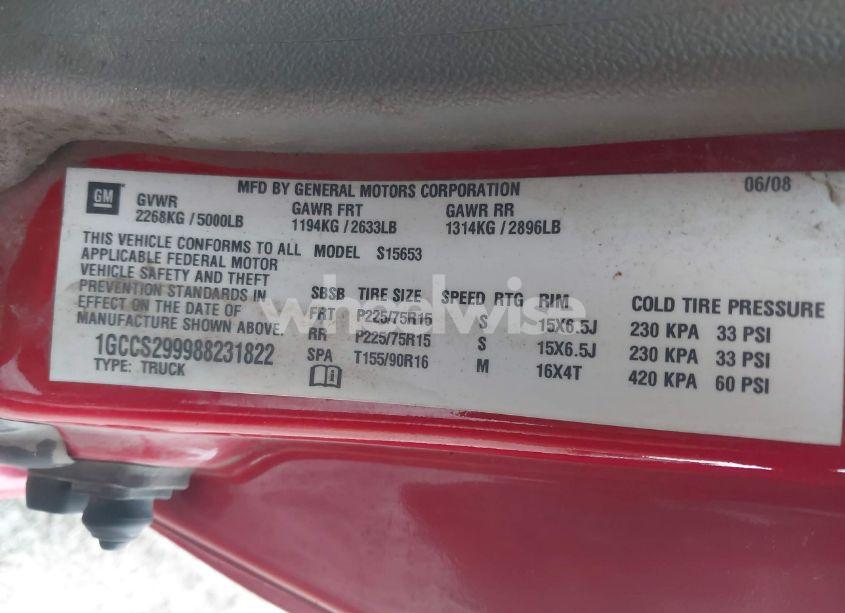 MFD BY GENERAL MOTORS CORPORATION 06/08
GM
GVWR GAWR FRT GAWR RR
2268KG / 5000LB 1194KG / 2633LB 1314KG / 2896LB
THIS VEHICLE CONFORMS TO ALL MODEL S15653
APPLICABLE FEDERAL MOTOR
VEHICLE SAFETY AND THEFT
PREVENTION STANDARDS IN
EFFECT ON THE DATE OF
MANUFACTURE SHOWN ABOVE.
1GCCS299988231822
TYPE: TRUCK
SBSB TIRE SIZE SPEED RTG RIM COLD TIRE PRESSURE
FRT P225/75R15 S 15X6.5J 230 KPA 33 PSI
RR P225/75R15 S 15X6.5J 230 KPA 33 PSI
SPA T155/90R16 M 16X4T 420 KPA 60 PSI
wheelwise